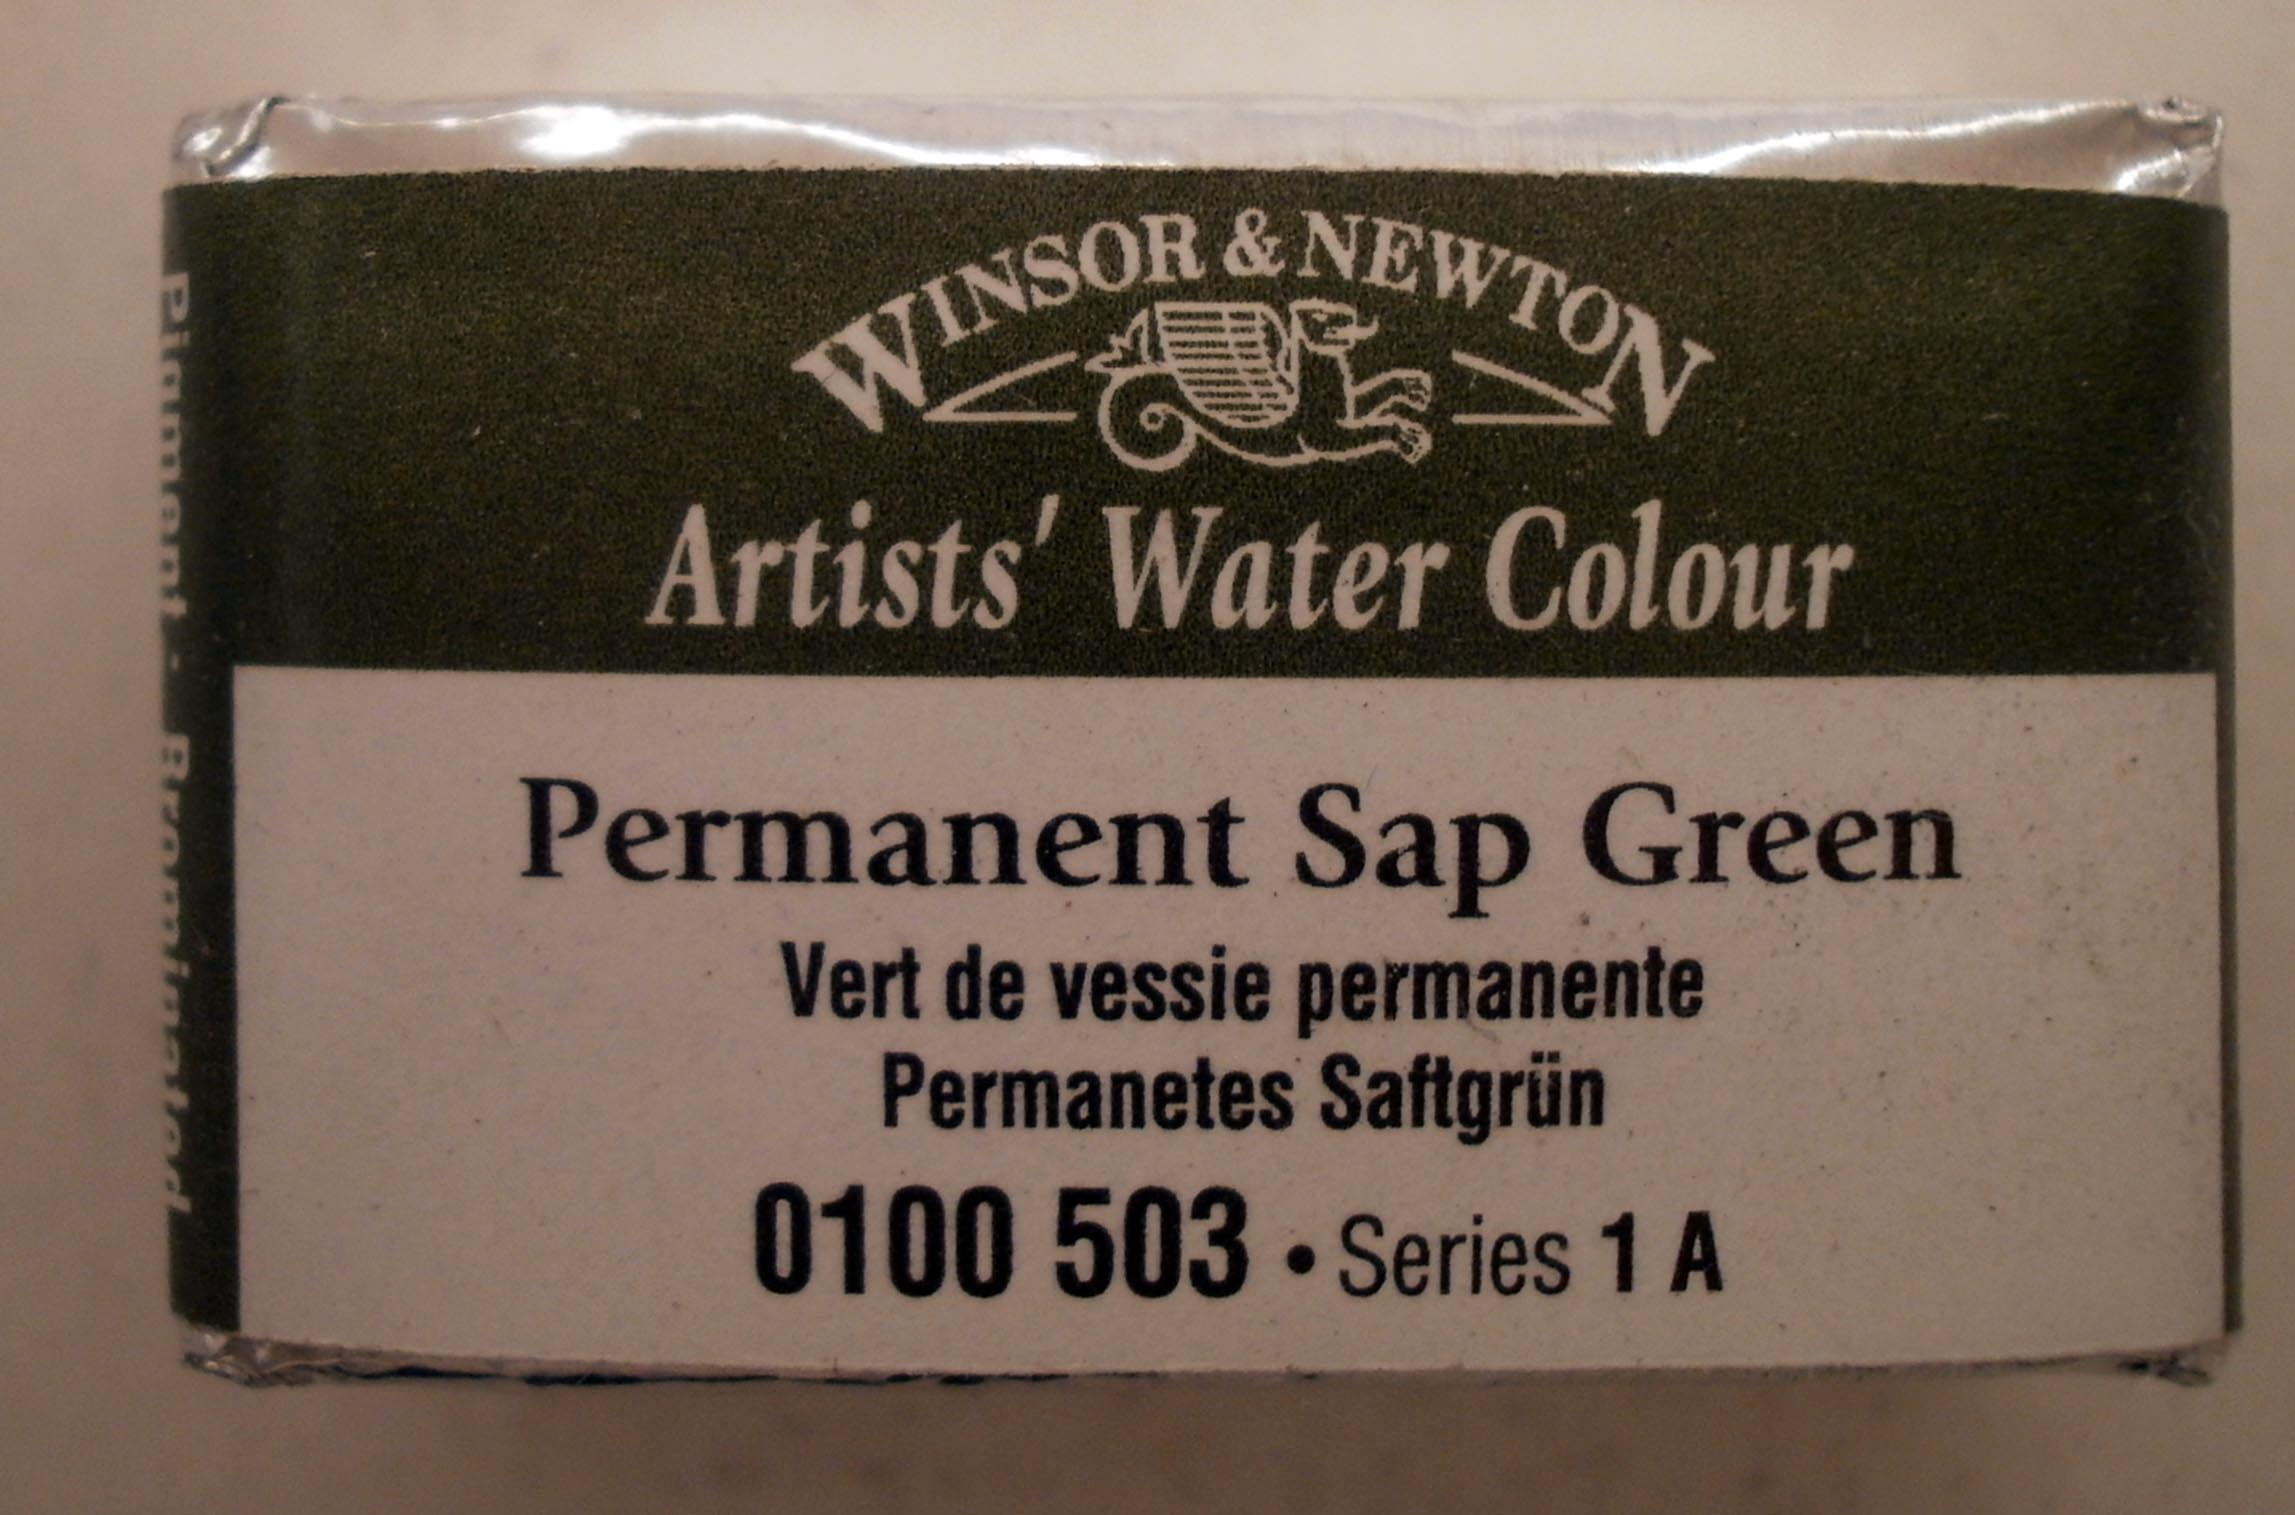 WINSOR & NEWTON
Artists' Water Colour
Permanent Sap Green
Vert de vessie permanente
Permanetes Saftgrün
0100 503 • Series 1 A